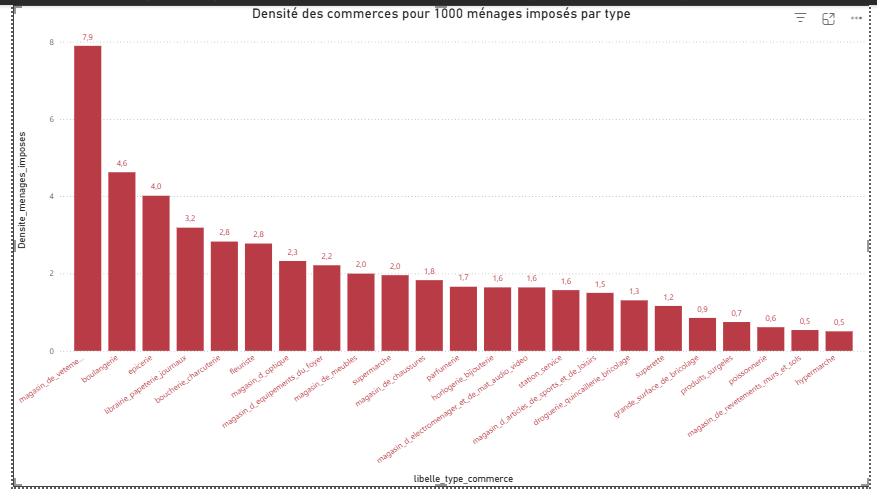 Densité des commerces pour 1000 ménages imposés par type
Densite_menages_imposes
8
6
4
2
0
7,9
4,6
4,0
3,2
2,8
2,8
2,3
2,2
2,0
2,0
1,8
1,7
1,6
1,6
1,6
1,5
1,3
1,2
0,9
0,7
0,6
0,5
0,5
magasin_de_veteme...
boulangerie
epicerie
librairie_papeterie_journaux
boucherie_charcuterie
fleuriste
magasin_d_optique
magasin_d_equipements_du_foyer
magasin_de_meubles
supermarche
magasin_de_chaussures
parfumerie
horlogerie_bijouterie
magasin_d_electromenager_et_de_mat_audio_video
station_service
magasin_d_articles_de_sports_et_de_loisirs
droguerie_quincaillerie_bricolage
superette
grande_surface_de_bricolage
produits_surgeles
poissonnerie
magasin_de_revetements_murs_et_sols
hypermarche
libelle_type_commerce